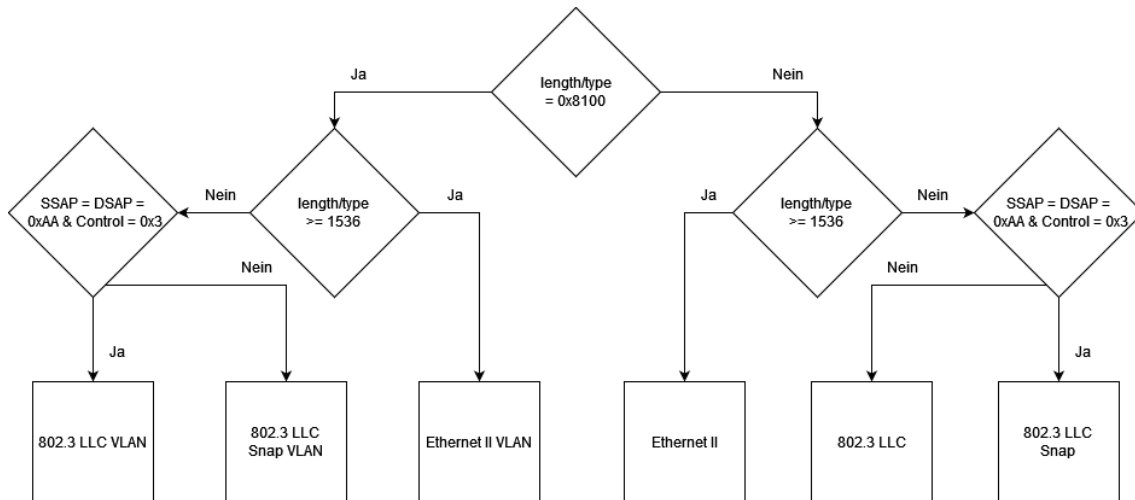 length/type
= 0x8100
Ja
Nein
SSAP = DSAP =
0xAA & Control = 0x3
Nein
length/type
>= 1536
Ja
Ja
length/type
>= 1536
Nein
SSAP = DSAP =
0xAA & Control = 0x3
Nein
Ja
Nein
Ja
802.3 LLC VLAN
802.3 LLC
Snap VLAN
Ethernet II VLAN
Ethernet II
802.3 LLC
802.3 LLC
Snap